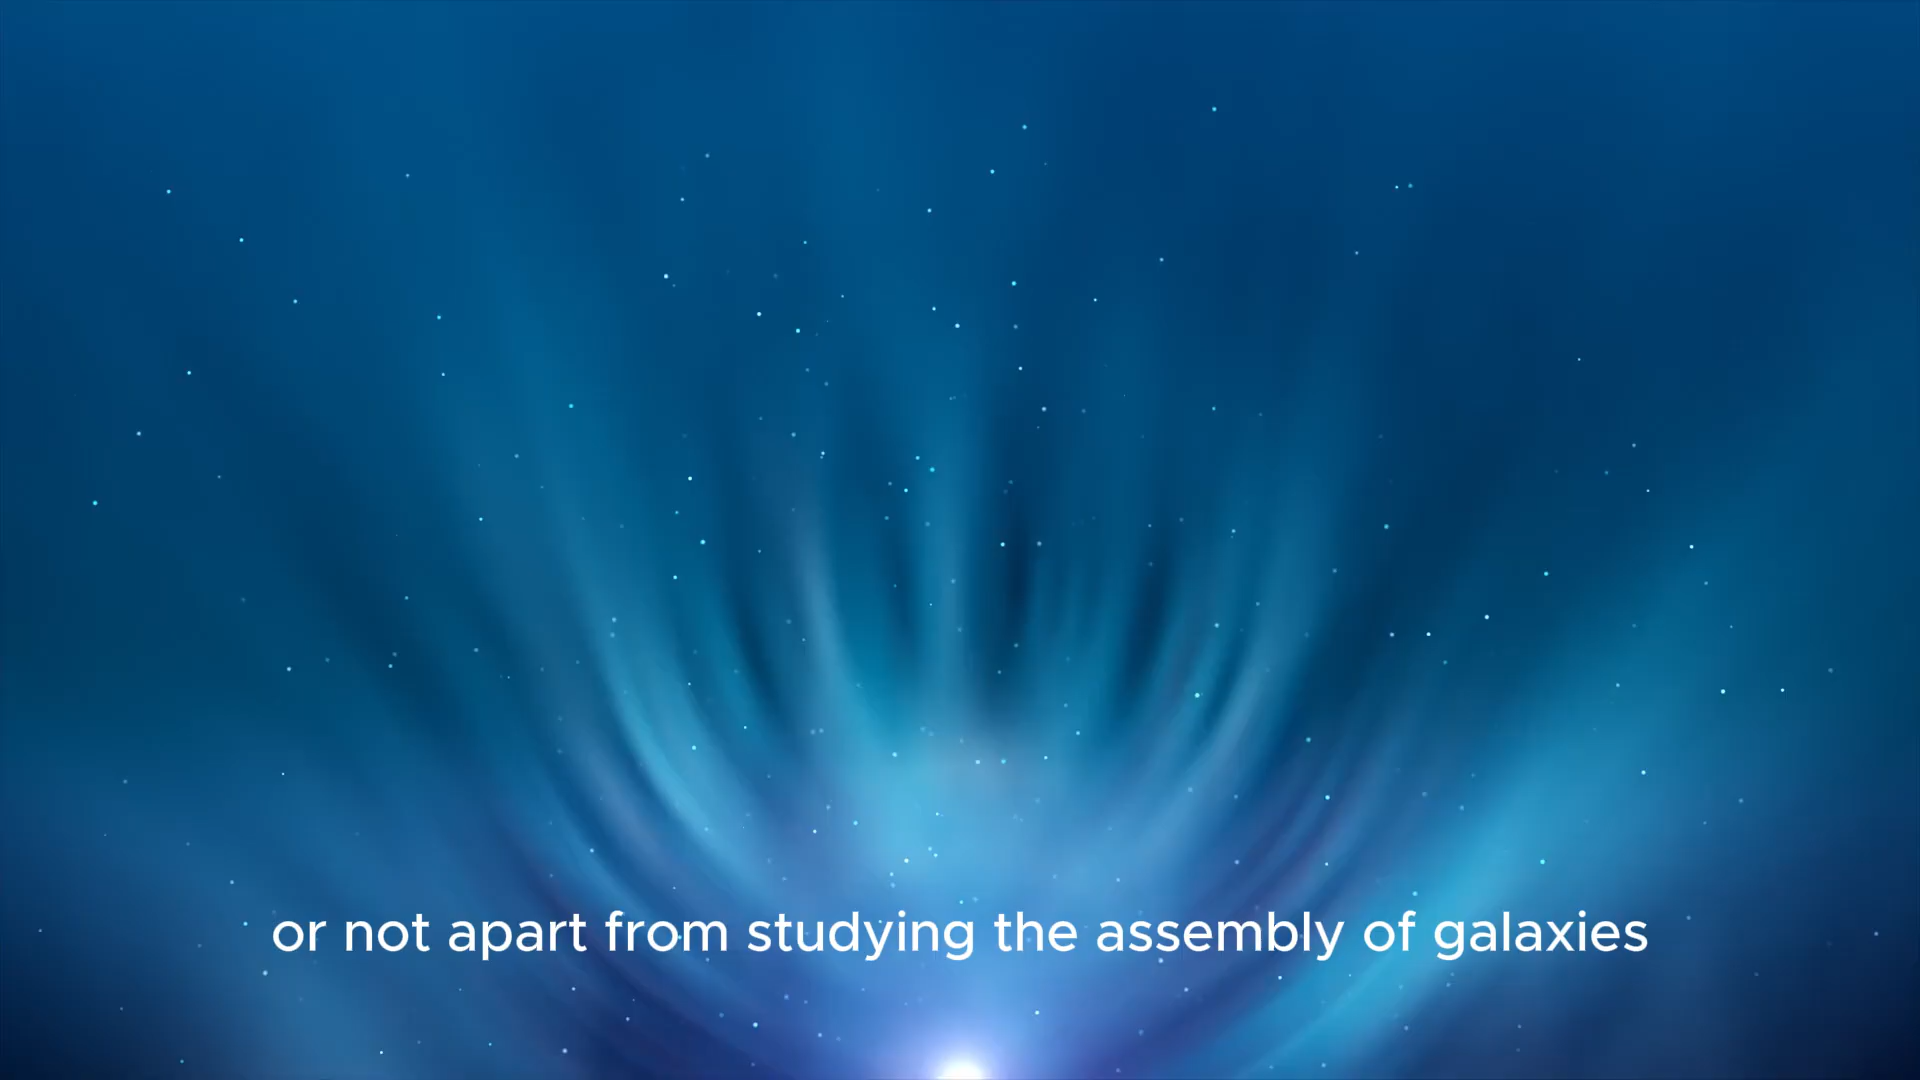 or not apart from studying the assembly of galaxies